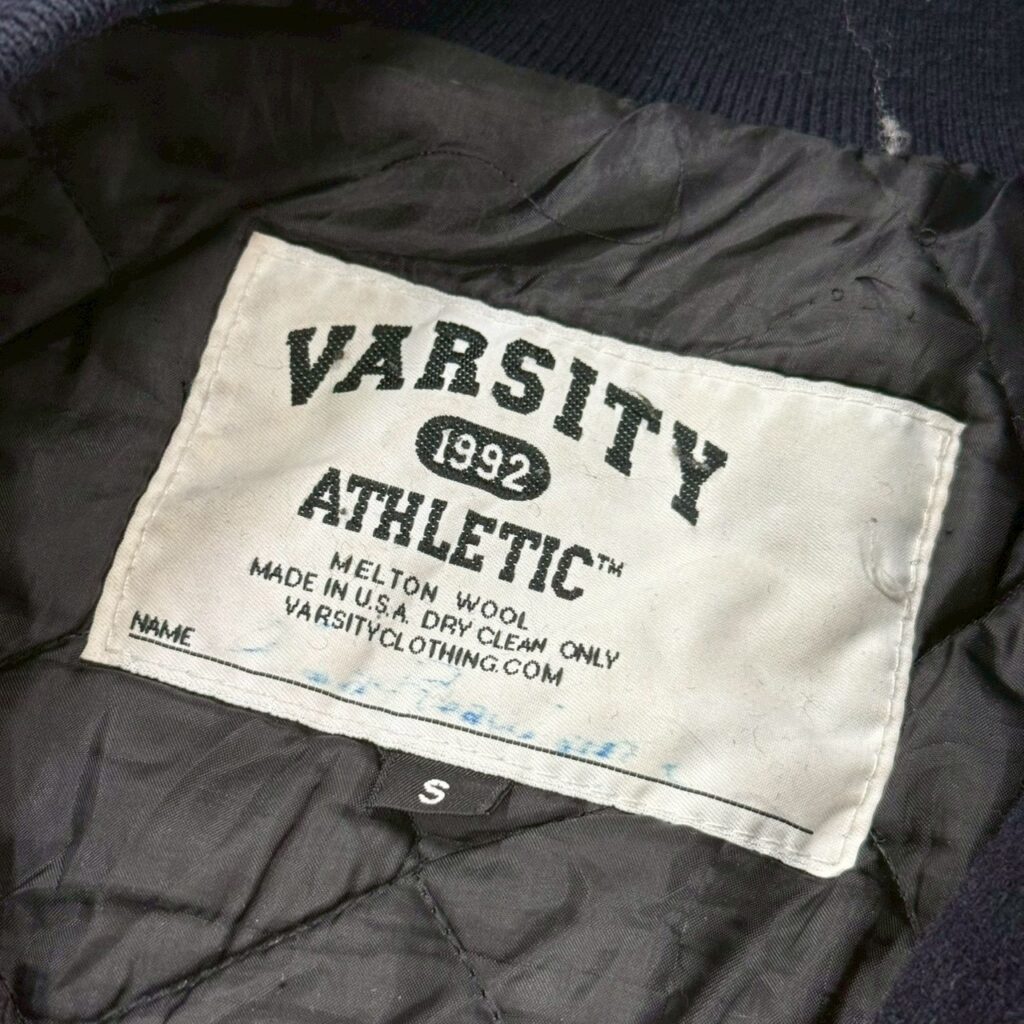 VARSITY
1992
ATHLETIC™
MELTON WOOL
MADE IN U.S.A. DRY CLEAN ONLY
VARSITYCLOTHING.COM
NAME
S